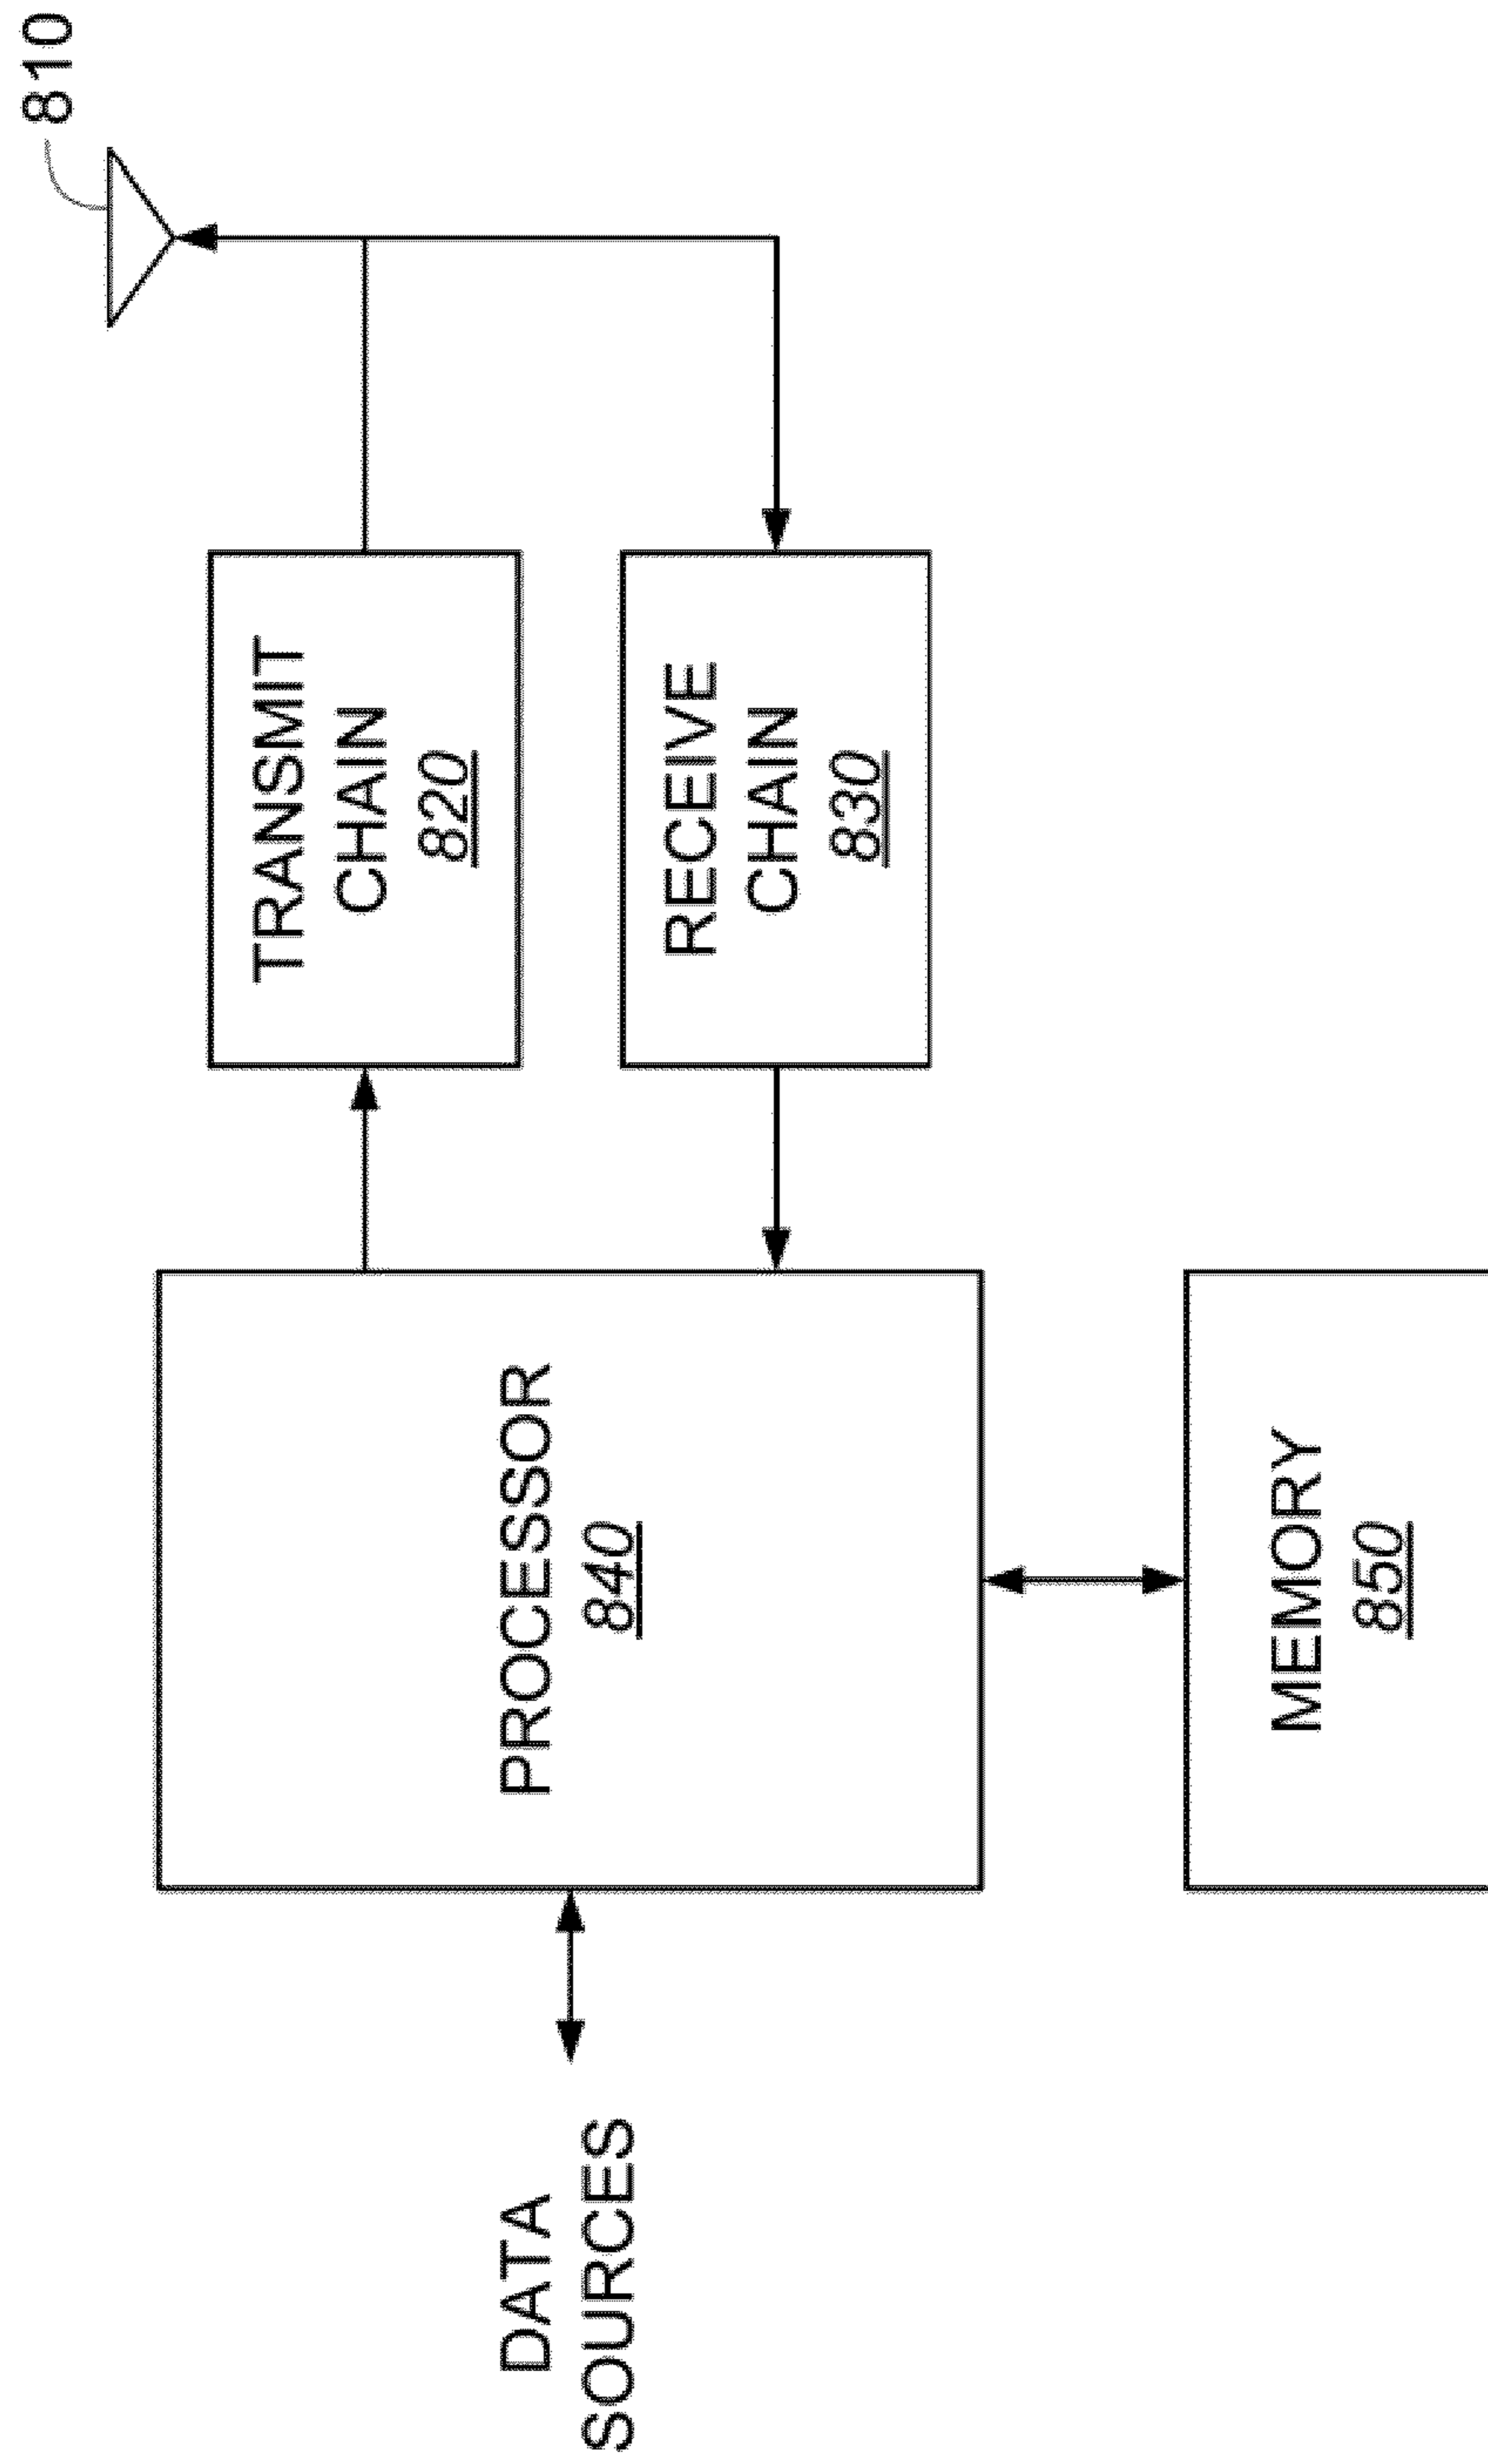 810
TRANSMIT
CHAIN
820
RECEIVE
CHAIN
830
PROCESSOR
840
MEMORY
850
DATA
SOURCES